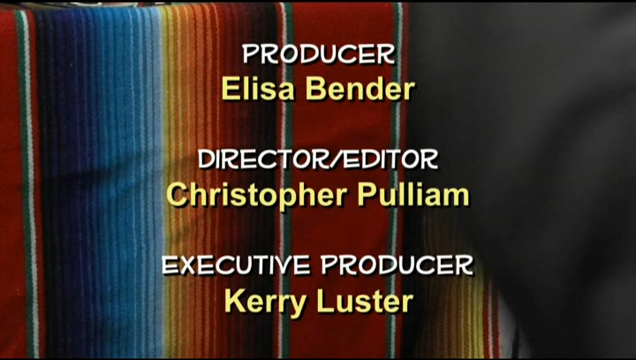 PRODUCER
Elisa Bender
DIRECTOR/EDITOR
Christopher Pulliam
EXECUTIVE PRODUCER
Kerry Luster